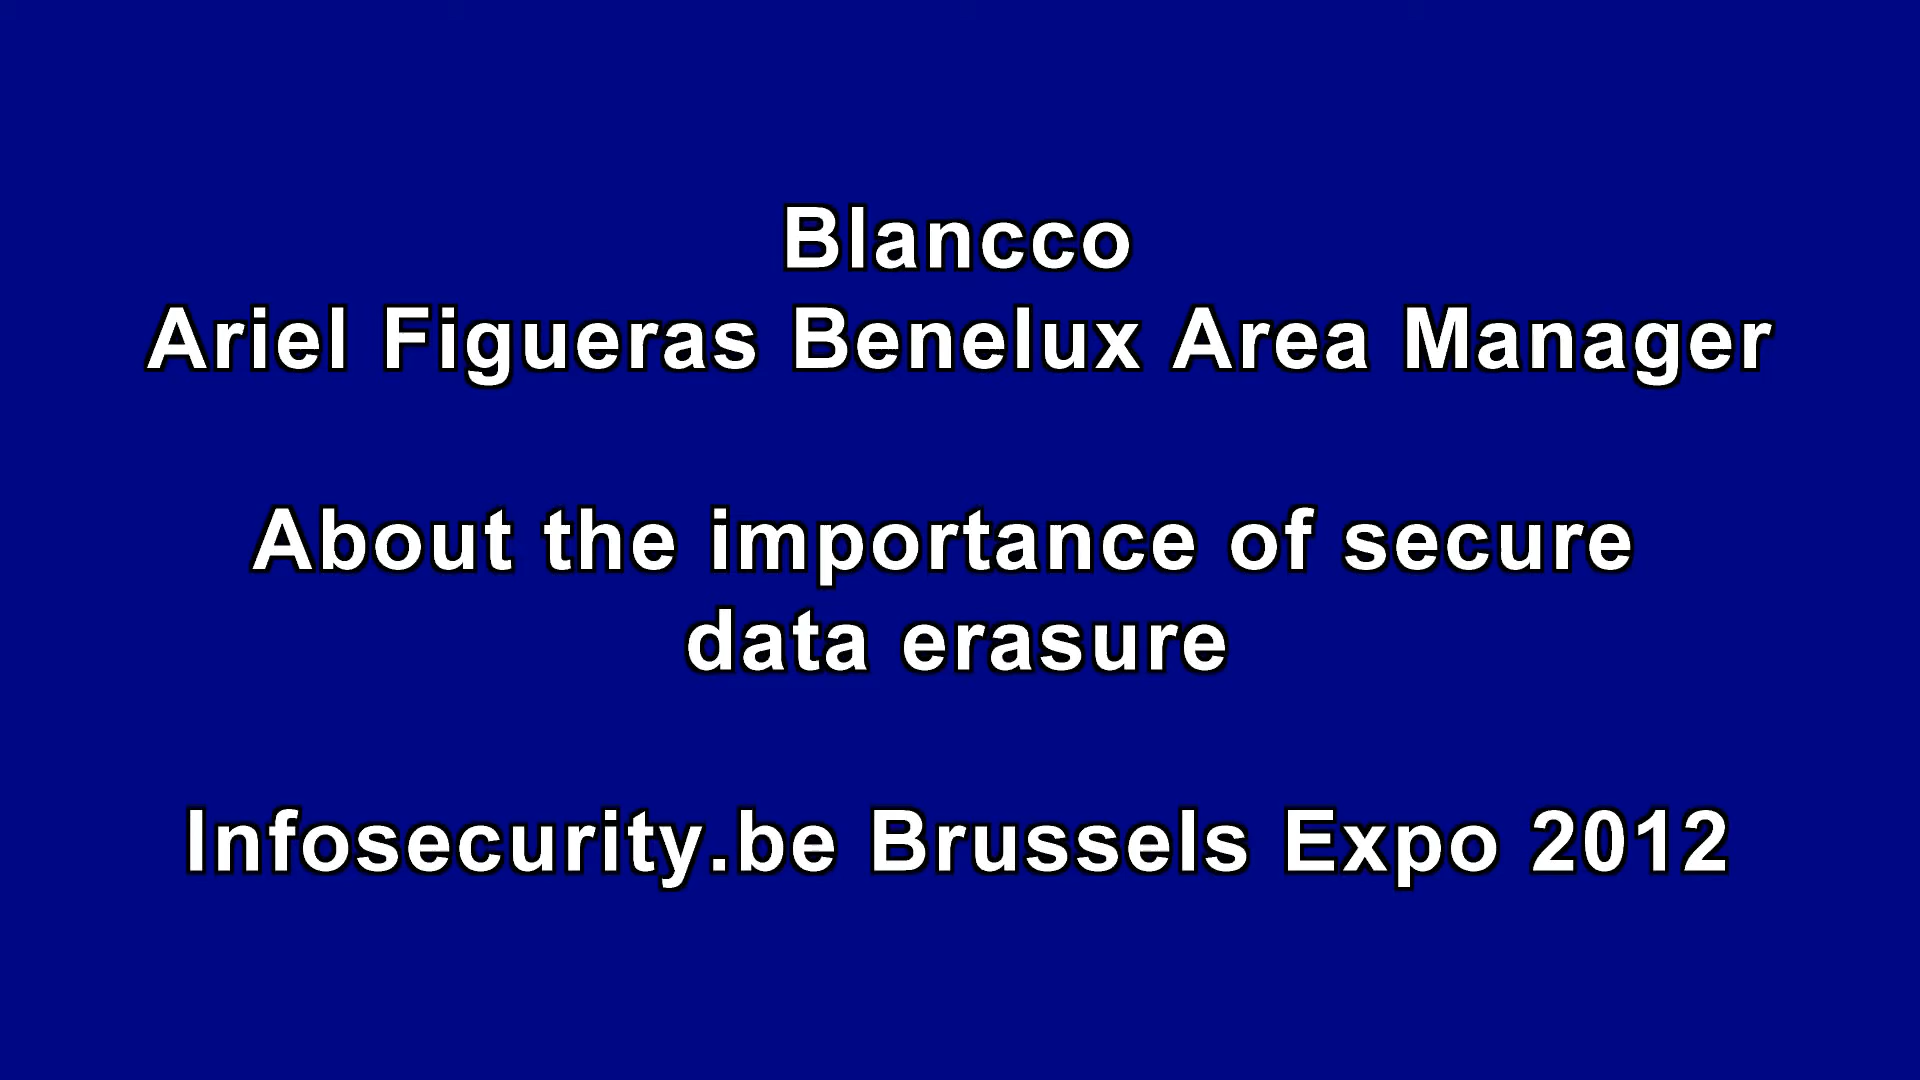 Blancco
Ariel Figueras Benelux Area Manager
About the importance of secure
data erasure
Infosecurity.be Brussels Expo 2012